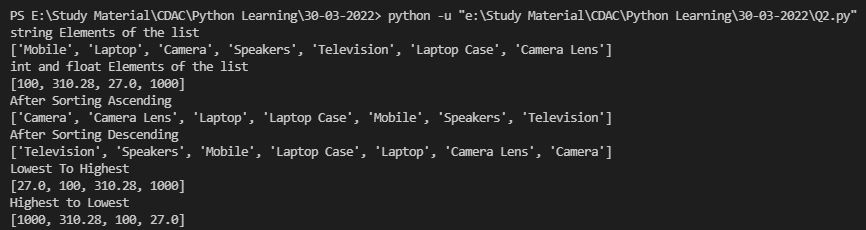 PS E:\Study Material\CDAC\Python Learning\30-03-2022> python -u "e:\Study Material\CDAC\Python Learning\30-03-2022\Q2.py"
string Elements of the list
['Mobile', 'Laptop', 'Camera', 'Speakers', 'Television', 'Laptop Case', 'Camera Lens']
int and float Elements of the list
[100, 310.28, 27.0, 1000]
After Sorting Ascending
['Camera', 'Camera Lens', 'Laptop', 'Laptop Case', 'Mobile', 'Speakers', 'Television']
After Sorting Descending
['Television', 'Speakers', 'Mobile', 'Laptop Case', 'Laptop', 'Camera Lens', 'Camera']
Lowest To Highest
[27.0, 100, 310.28, 1000]
Highest to Lowest
[1000, 310.28, 100, 27.0]